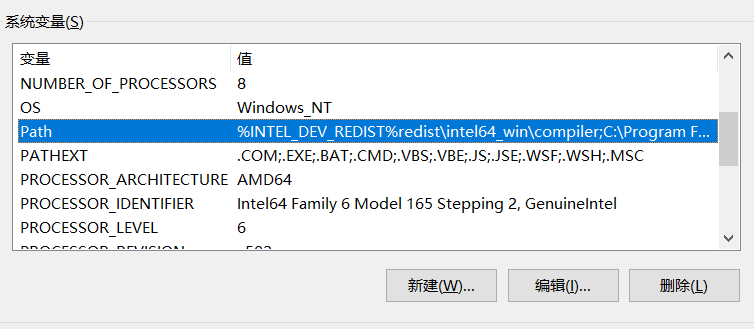 系统变量(S)
变量 值
NUMBER_OF_PROCESSORS 8
OS Windows_NT
Path %INTEL_DEV_REDIST%redist\intel64_win\compiler;C:\Program F...
PATHEXT .COM;.EXE;.BAT;.CMD;.VBS;.VBE;.JS;.JSE;.WSF;.WSH;.MSC
PROCESSOR_ARCHITECTURE AMD64
PROCESSOR_IDENTIFIER Intel64 Family 6 Model 165 Stepping 2, GenuineIntel
PROCESSOR_LEVEL 6
新建(W)... 编辑(I)... 删除(L)